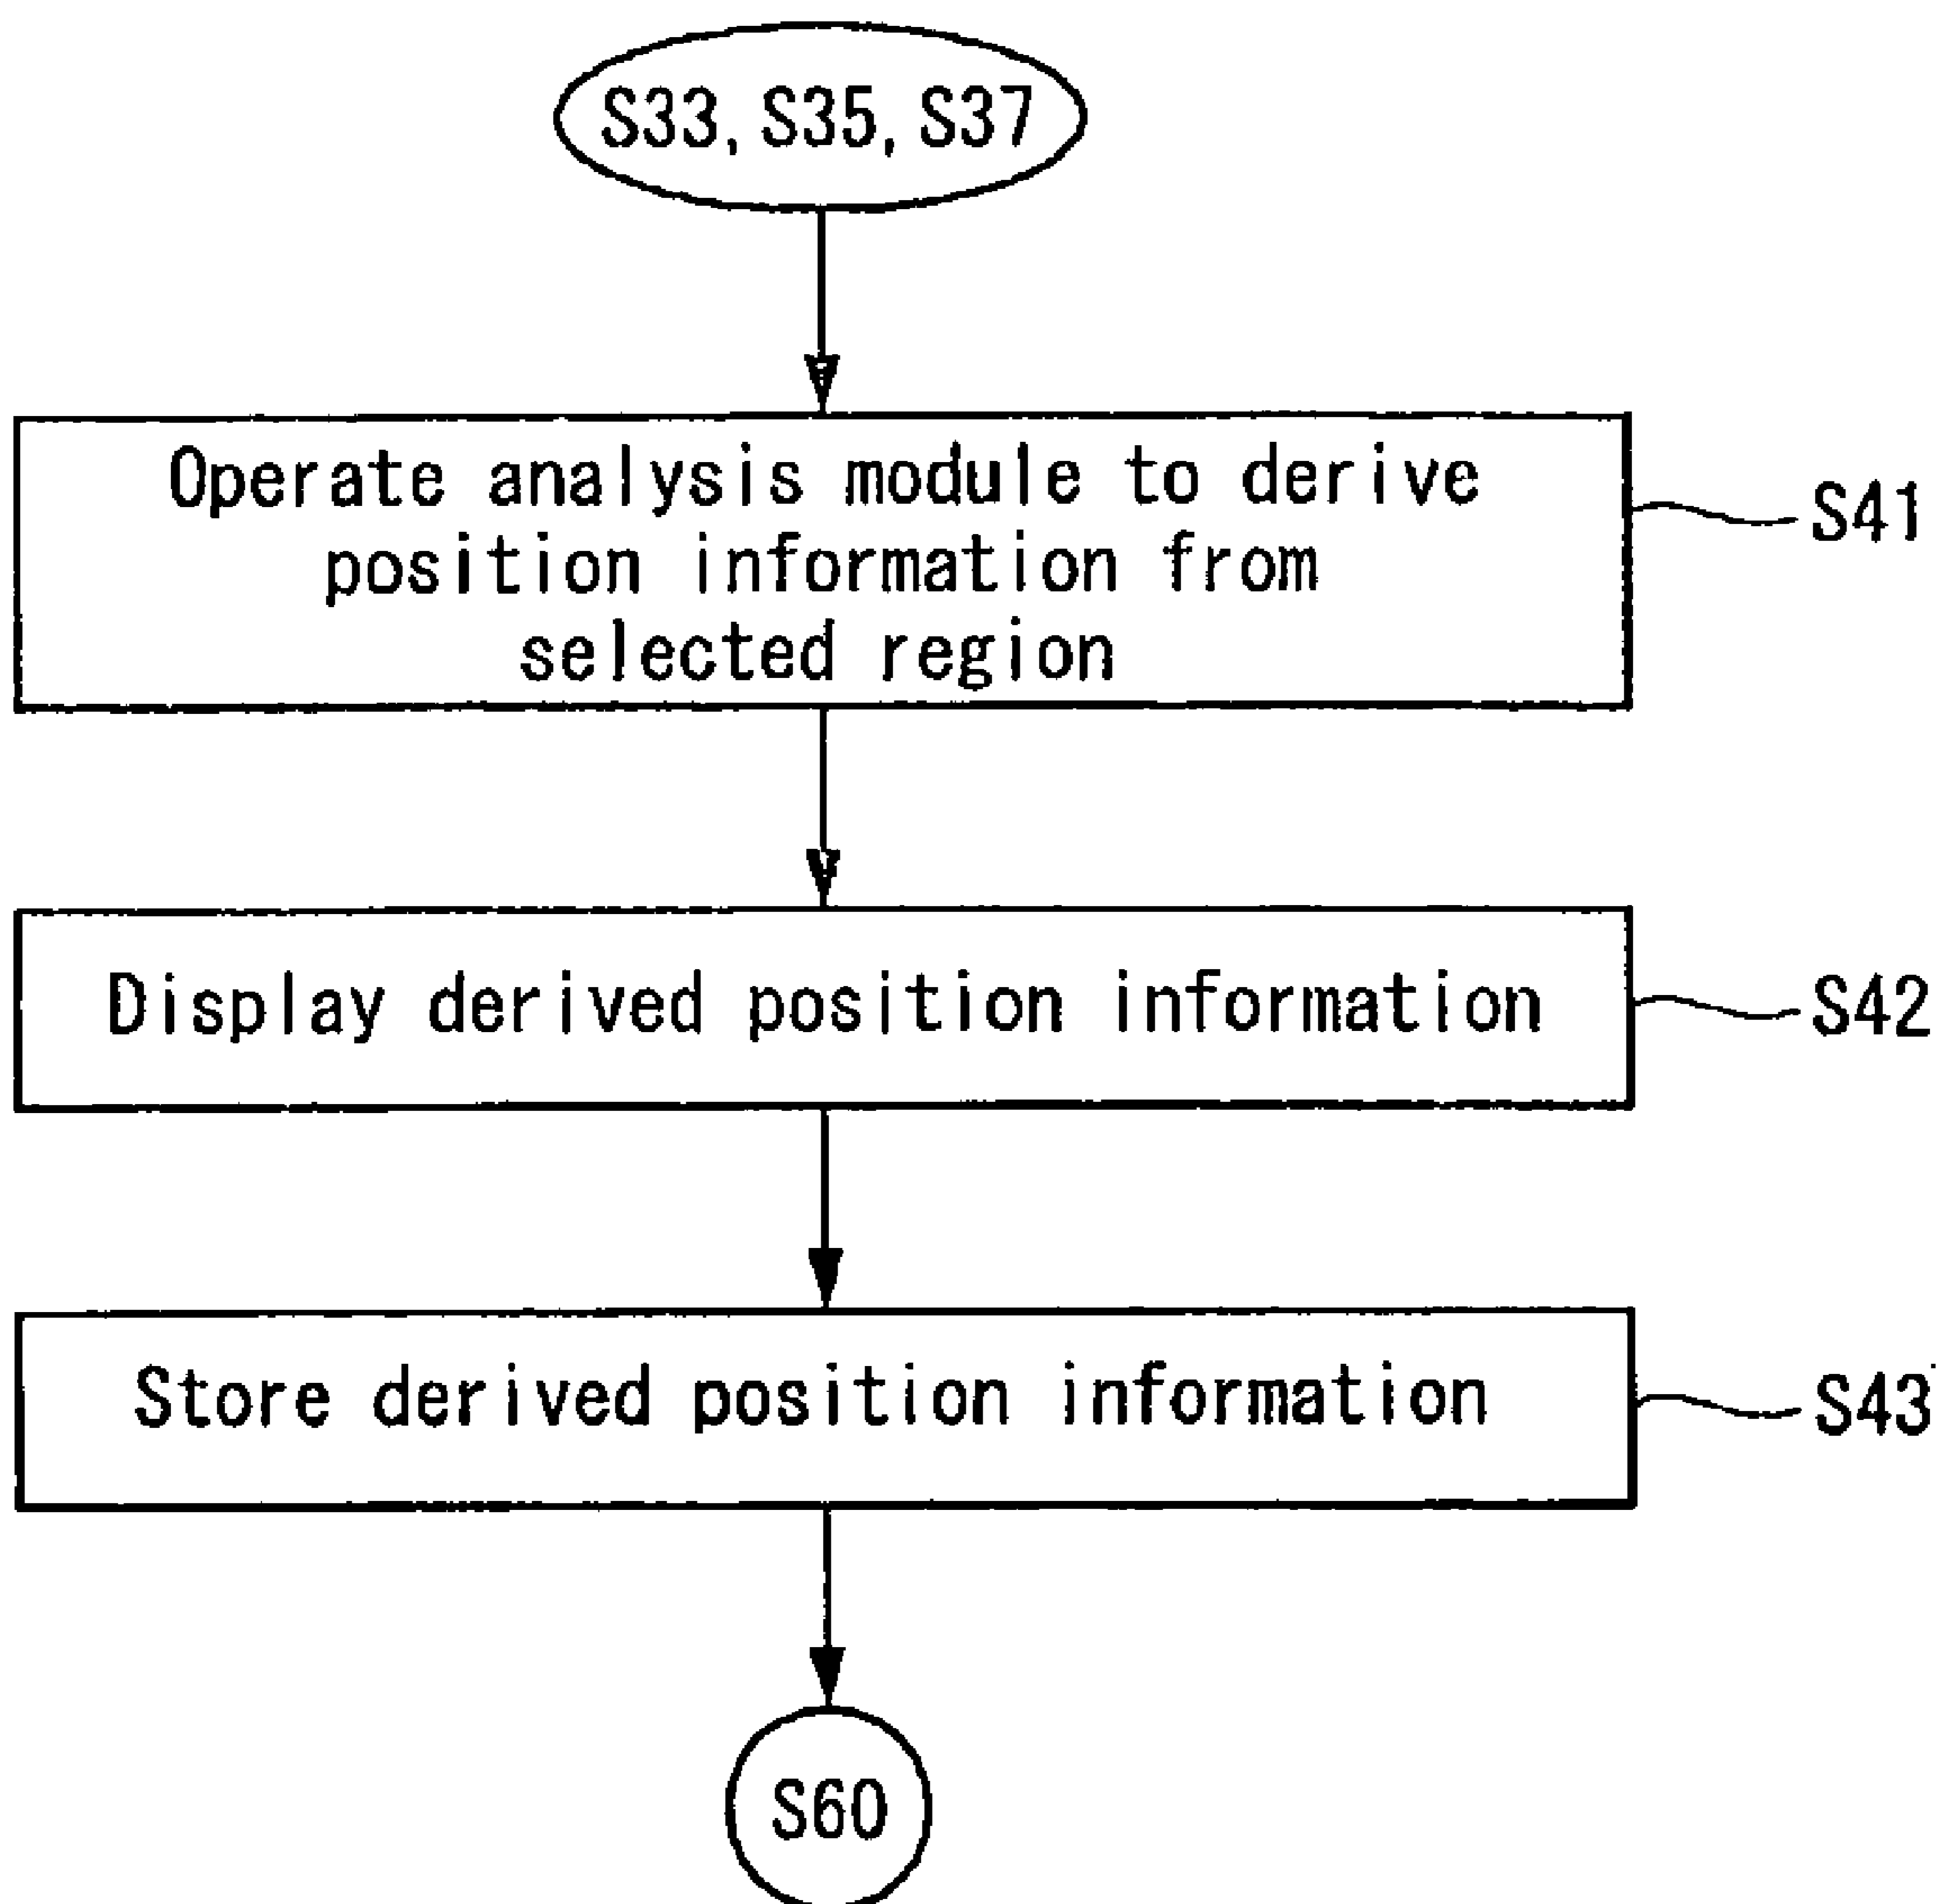 S33, S35, S37
Operate analysis module to derive
position information from
selected region
S41
Display derived position information
S42
Store derived position information
S43
S60